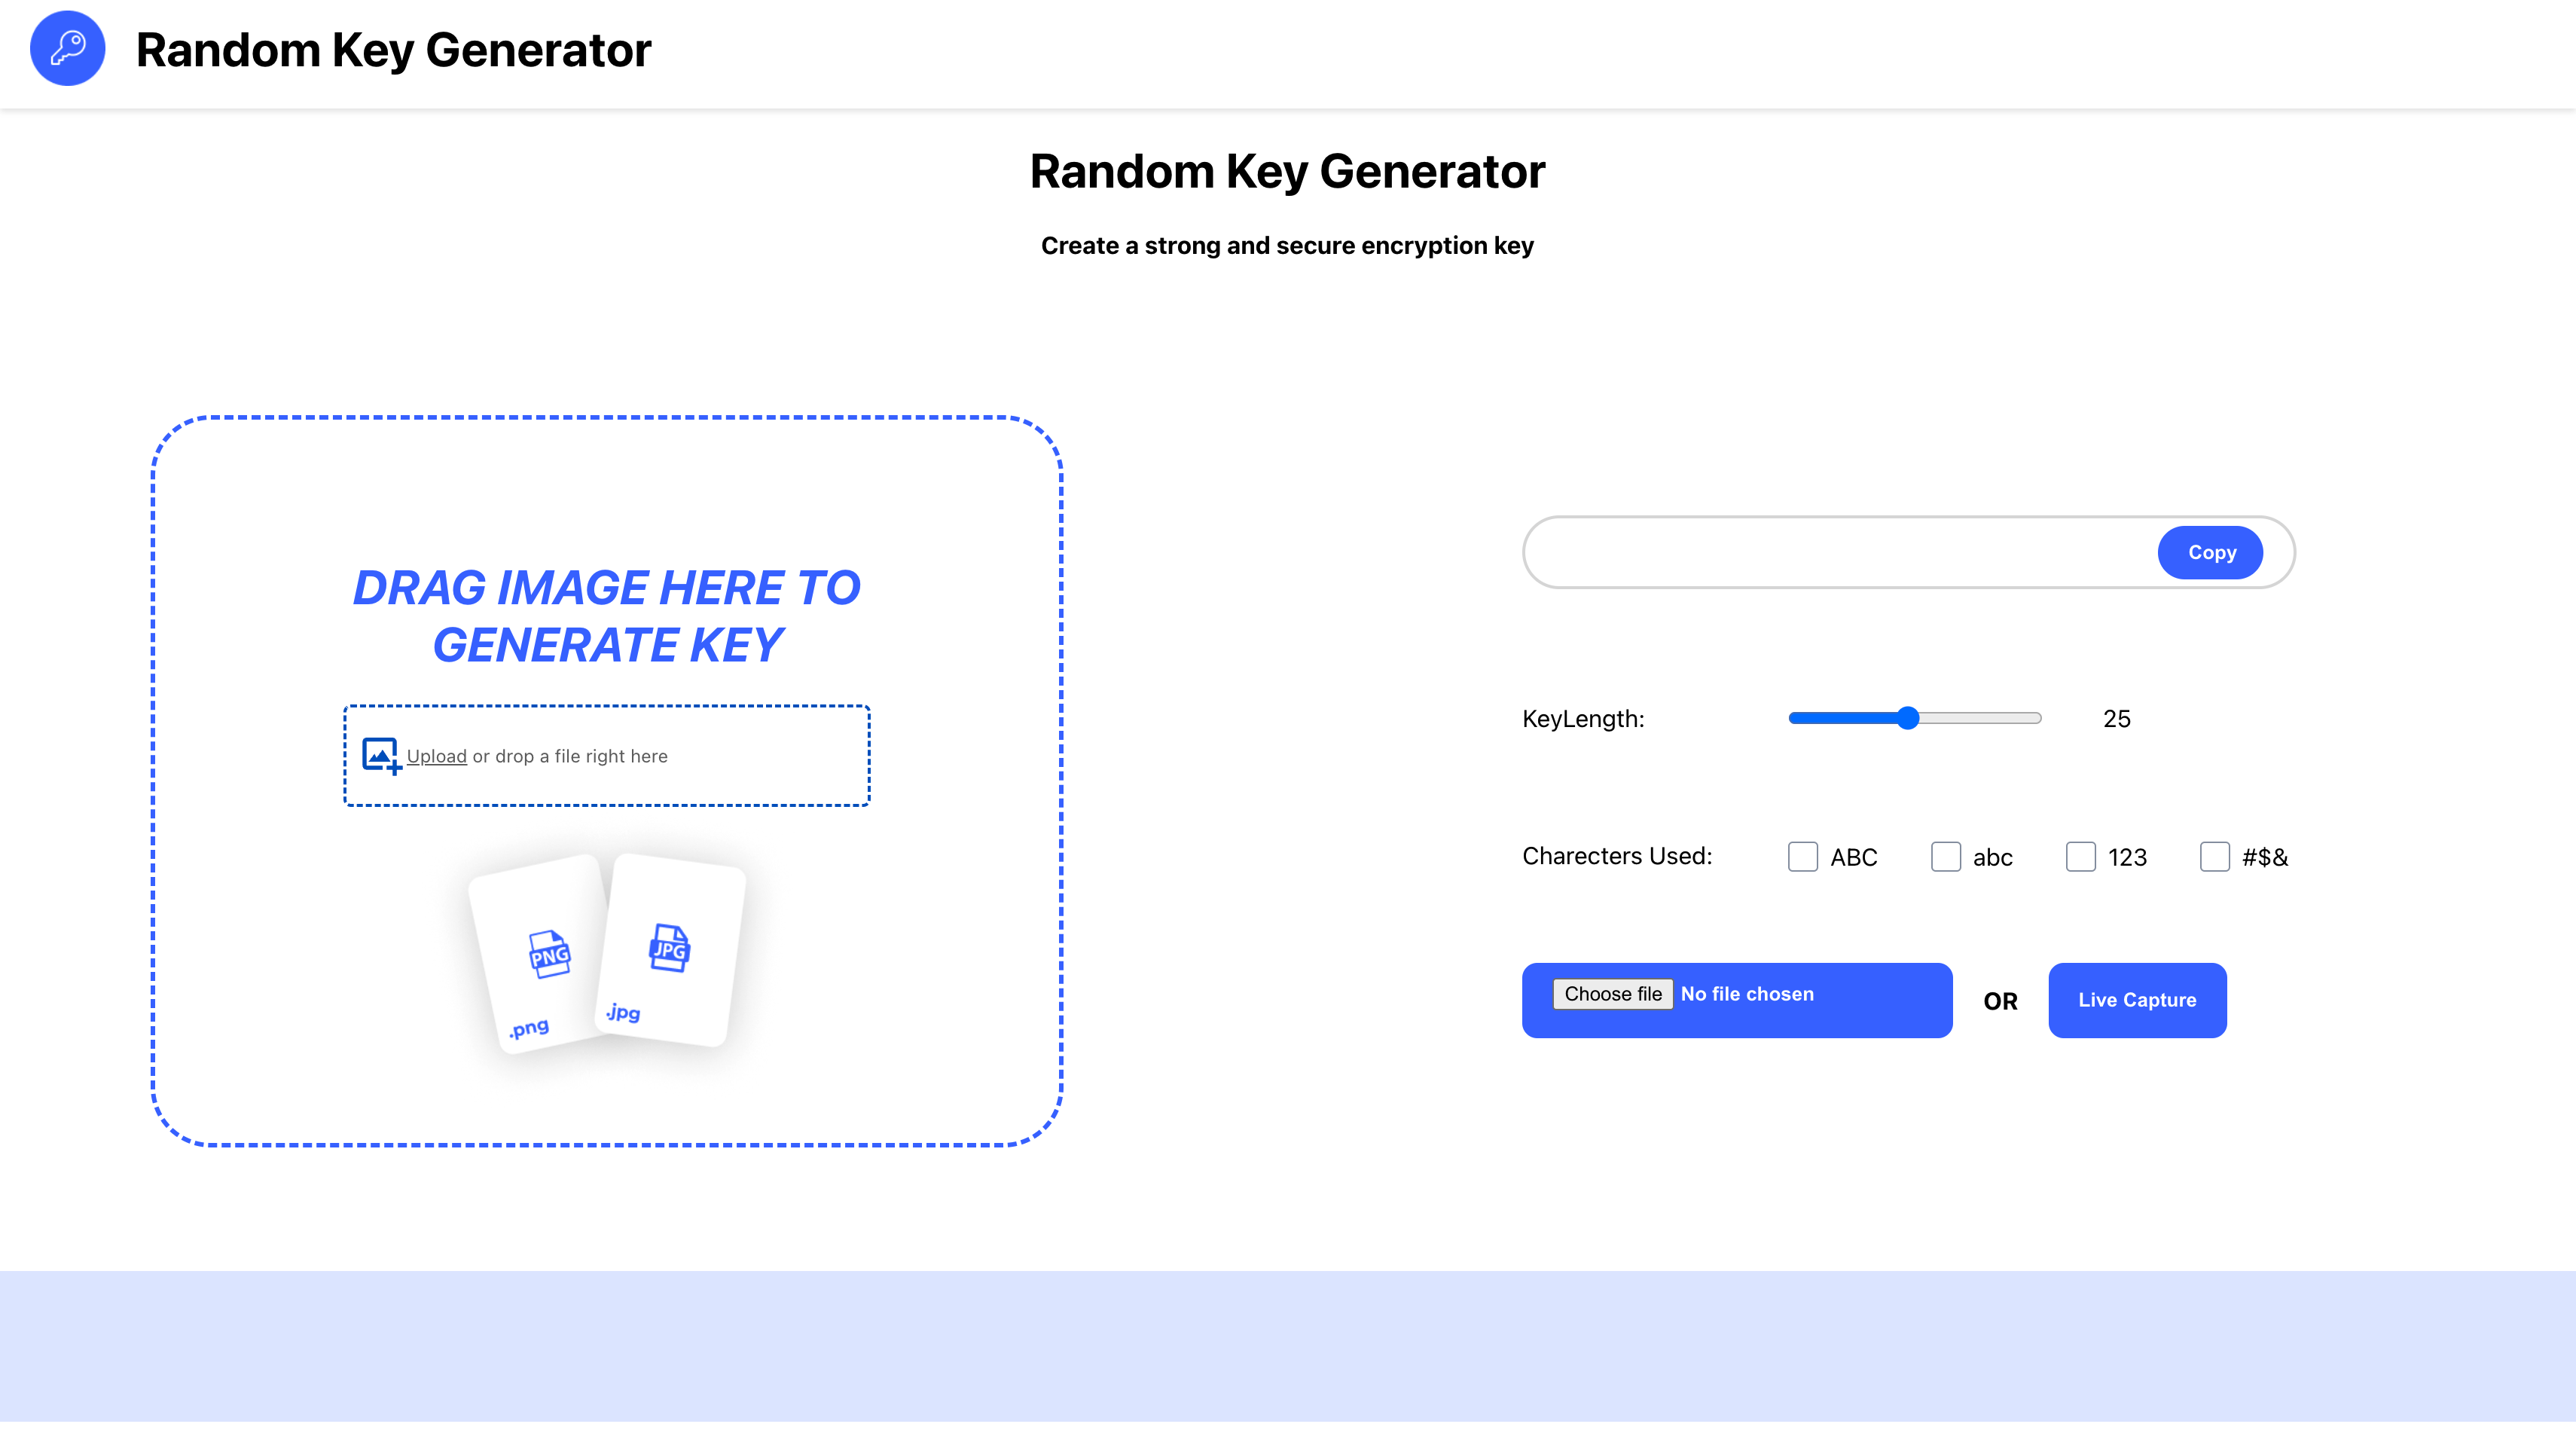 Random Key Generator
Random Key Generator
Create a strong and secure encryption key
DRAG IMAGE HERE TO
GENERATE KEY
Upload or drop a file right here
PNG
.png
JPG
.jpg
Copy
KeyLength: 25
Charecters Used: ABC abc 123 #$&
Choose file No file chosen OR Live Capture